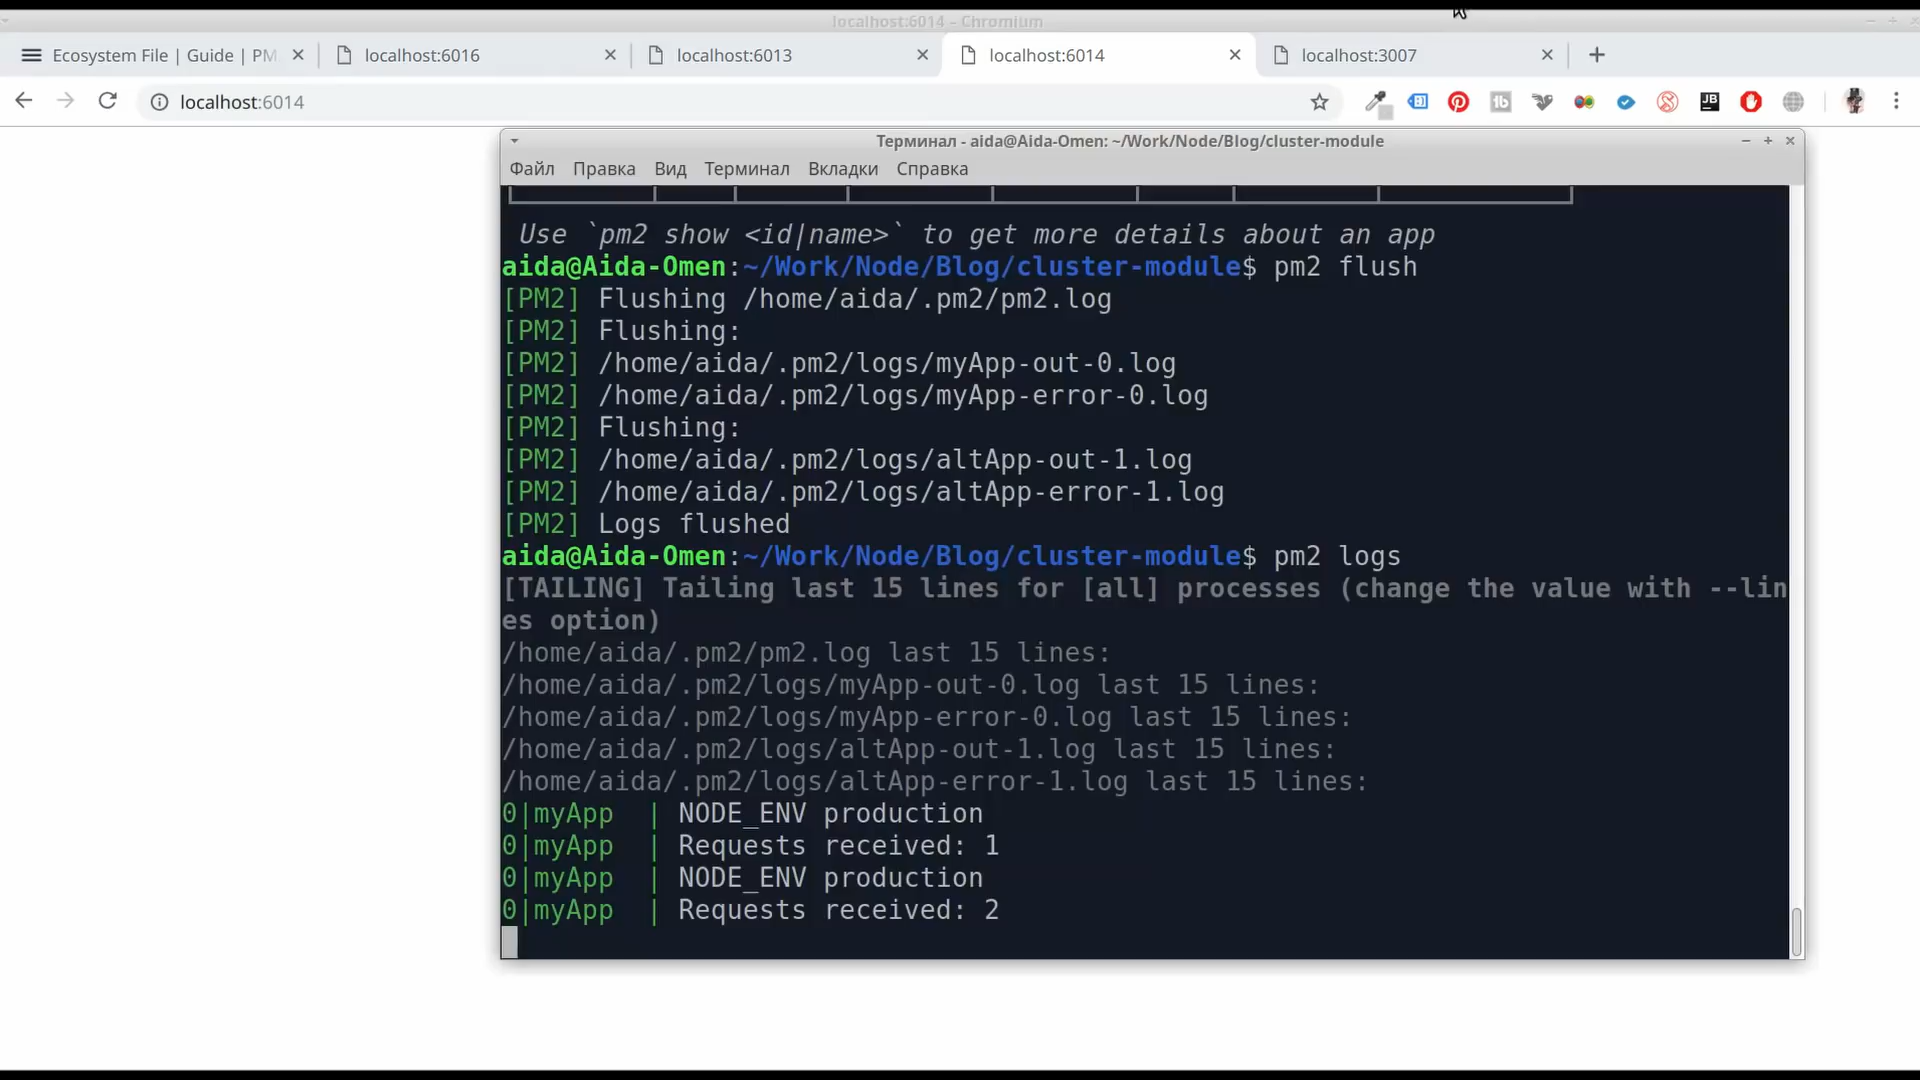 localhost:6014 – Chromium
Ecosystem File | Guide | PM
localhost:6016
localhost:6013
localhost:6014
localhost:3007
localhost:6014
Терминал - aida@Aida-Omen: ~/Work/Node/Blog/cluster-module
Файл Правка Вид Терминал Вкладки Справка
Use `pm2 show <id|name>` to get more details about an app
aida@Aida-Omen:~/Work/Node/Blog/cluster-module$ pm2 flush
[PM2] Flushing /home/aida/.pm2/pm2.log
[PM2] Flushing:
[PM2] /home/aida/.pm2/logs/myApp-out-0.log
[PM2] /home/aida/.pm2/logs/myApp-error-0.log
[PM2] Flushing:
[PM2] /home/aida/.pm2/logs/altApp-out-1.log
[PM2] /home/aida/.pm2/logs/altApp-error-1.log
[PM2] Logs flushed
aida@Aida-Omen:~/Work/Node/Blog/cluster-module$ pm2 logs
[TAILING] Tailing last 15 lines for [all] processes (change the value with --lin
es option)
/home/aida/.pm2/pm2.log last 15 lines:
/home/aida/.pm2/logs/myApp-out-0.log last 15 lines:
/home/aida/.pm2/logs/myApp-error-0.log last 15 lines:
/home/aida/.pm2/logs/altApp-out-1.log last 15 lines:
/home/aida/.pm2/logs/altApp-error-1.log last 15 lines:
0|myApp | NODE_ENV production
0|myApp | Requests received: 1
0|myApp | NODE_ENV production
0|myApp | Requests received: 2